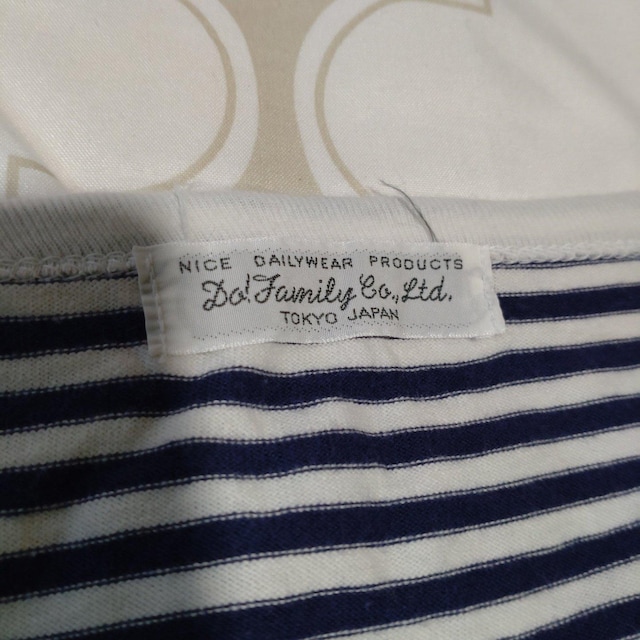 NICE DAILYWEAR PRODUCTS
Do! Family Co., Ltd.
TOKYO JAPAN